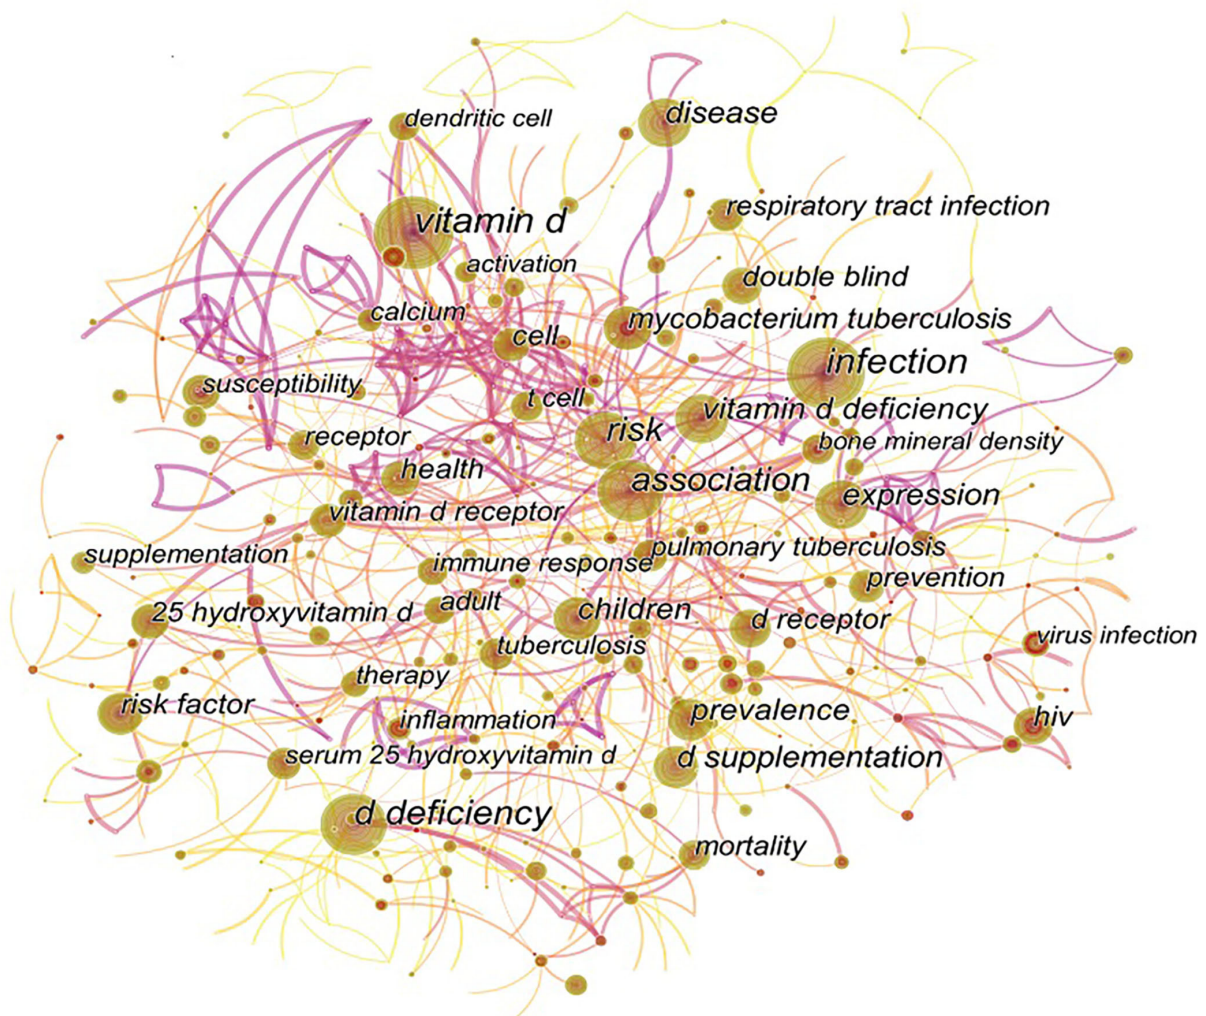 disease
dendritic cell
respiratory tract infection
vitamin d
activation
double blind
calcium
mycobacterium tuberculosis
cell
infection
susceptibility
t cell
vitamin d deficiency
risk
receptor
bone mineral density
health
association
expression
vitamin d receptor
supplementation
pulmonary tuberculosis
immune response
prevention
25 hydroxyvitamin d
adult
children
d receptor
virus infection
tuberculosis
therapy
risk factor
inflammation
prevalence
hiv
serum 25 hydroxyvitamin d
d supplementation
d deficiency
mortality